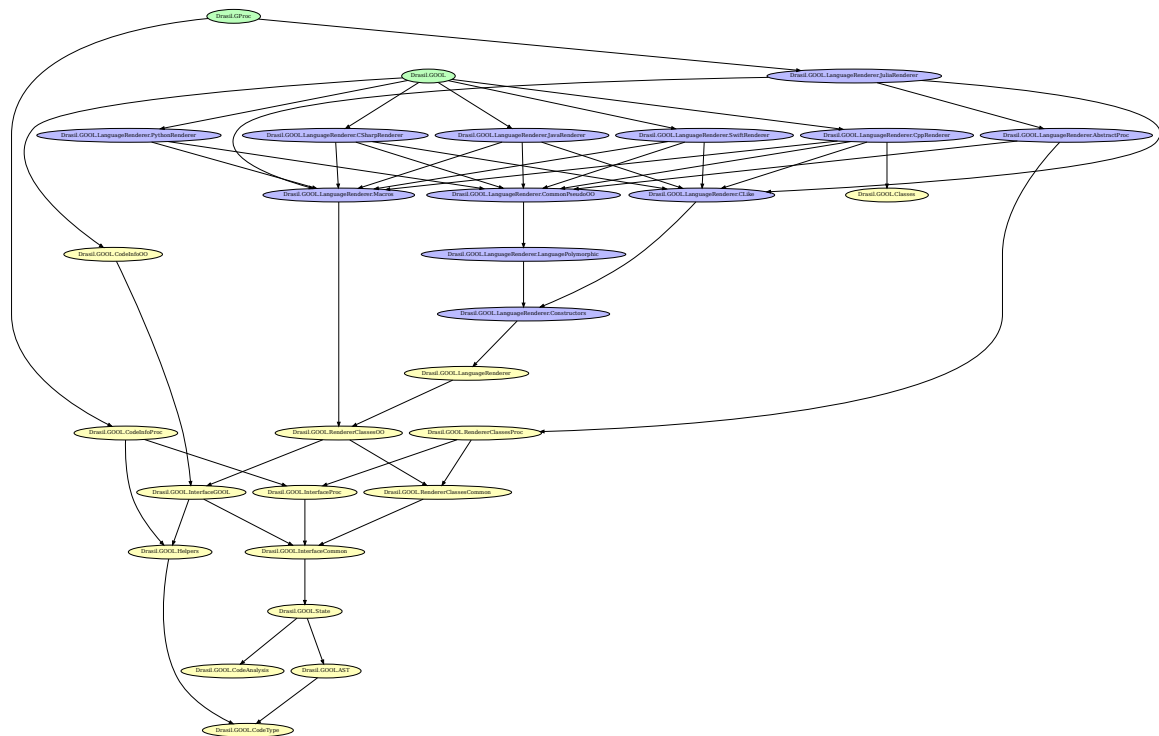 Drasil.GProc
Drasil.GOOL
Drasil.GOOL.LanguageRenderer.JuliaRenderer
Drasil.GOOL.LanguageRenderer.PythonRenderer
Drasil.GOOL.LanguageRenderer.CSharpRenderer
Drasil.GOOL.LanguageRenderer.JavaRenderer
Drasil.GOOL.LanguageRenderer.SwiftRenderer
Drasil.GOOL.LanguageRenderer.CppRenderer
Drasil.GOOL.LanguageRenderer.AbstractProc
Drasil.GOOL.LanguageRenderer.Macros
Drasil.GOOL.LanguageRenderer.CommonPseudoOO
Drasil.GOOL.LanguageRenderer.CLike
Drasil.GOOL.Classes
Drasil.GOOL.CodeInfoOO
Drasil.GOOL.LanguageRenderer.LanguagePolymorphic
Drasil.GOOL.LanguageRenderer.Constructors
Drasil.GOOL.LanguageRenderer
Drasil.GOOL.CodeInfoProc
Drasil.GOOL.RendererClassesOO
Drasil.GOOL.RendererClassesProc
Drasil.GOOL.InterfaceGOOL
Drasil.GOOL.InterfaceProc
Drasil.GOOL.RendererClassesCommon
Drasil.GOOL.Helpers
Drasil.GOOL.InterfaceCommon
Drasil.GOOL.State
Drasil.GOOL.CodeAnalysis
Drasil.GOOL.AST
Drasil.GOOL.CodeType